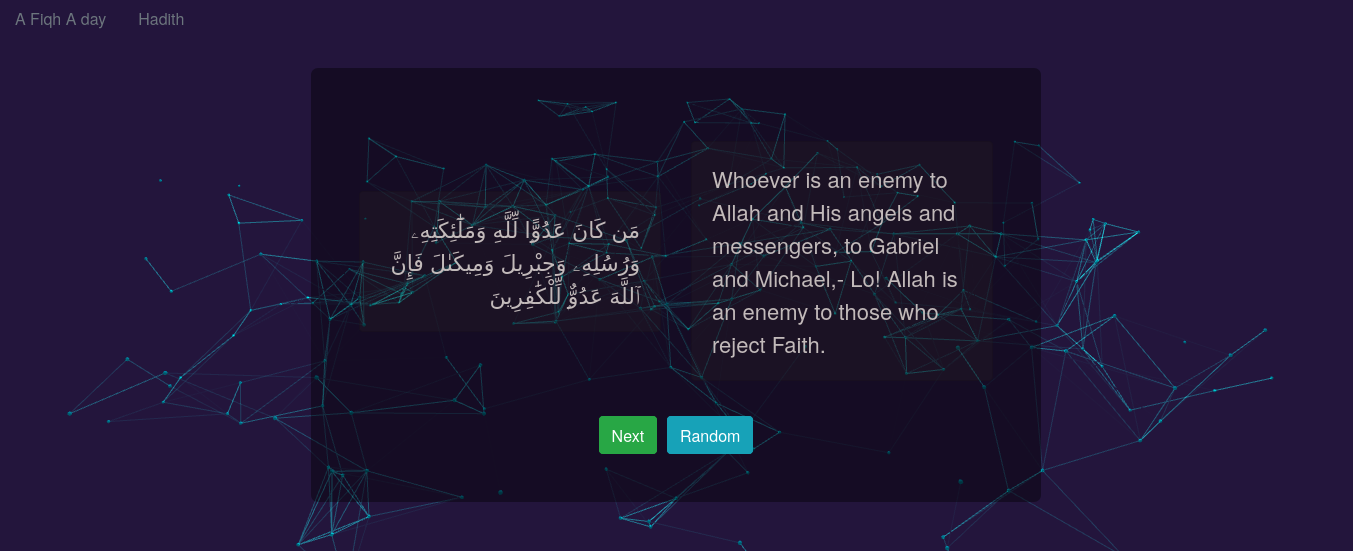 A Fiqh A day
Hadith
مَن كَانَ عَدُوًّۭا لِّلَّهِ وَمَلَٰٓئِكَتِهِۦ
وَرُسُلِهِۦ وَجِبْرِيلَ وَمِيكَىٰلَ فَإِنَّ
ٱللَّهَ عَدُوٌّۭ لِّلْكَٰفِرِينَ
Whoever is an enemy to
Allah and His angels and
messengers, to Gabriel
and Michael,- Lo! Allah is
an enemy to those who
reject Faith.
Next
Random